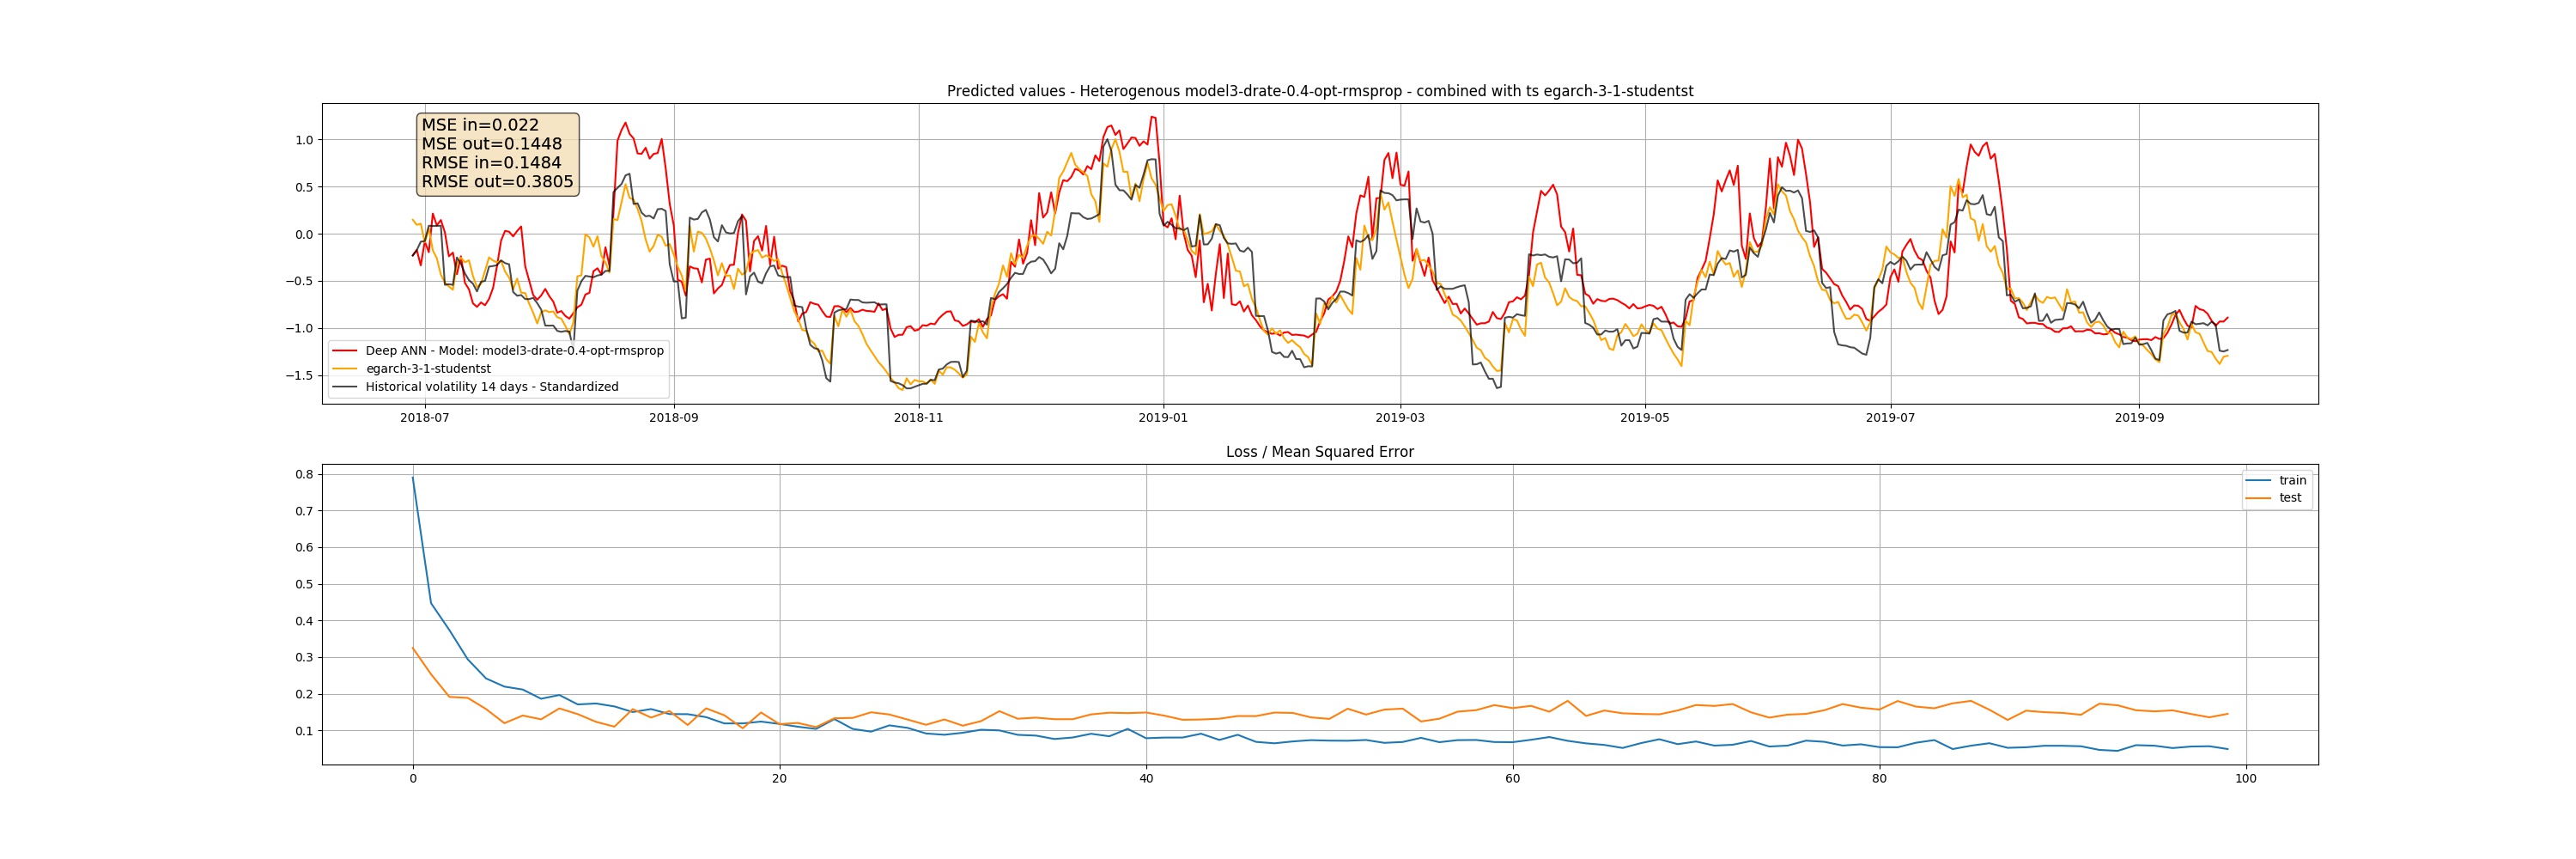 Predicted values - Heterogenous model3-drate-0.4-opt-rmsprop - combined with ts egarch-3-1-studentst
MSE in=0.022
MSE out=0.1448
RMSE in=0.1484
RMSE out=0.3805
1.0
0.5
0.0
−0.5
−1.0
−1.5
Deep ANN - Model: model3-drate-0.4-opt-rmsprop
egarch-3-1-studentst
Historical volatility 14 days - Standardized
2018-07 2018-09 2018-11 2019-01 2019-03 2019-05 2019-07 2019-09
Loss / Mean Squared Error
0.8
0.7
0.6
0.5
0.4
0.3
0.2
0.1
train
test
0 20 40 60 80 100